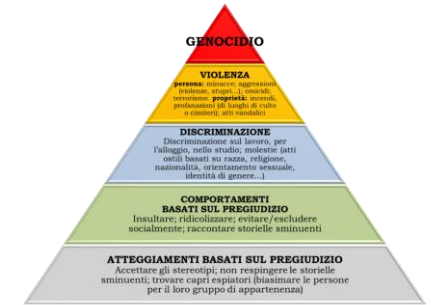 GENOCIDIO
VIOLENZA
persona: minacce; aggressioni
(violenze, stupri...); omicidi;
terrorismo. proprietà: incendi,
profanazioni (di luoghi di culto
o cimiteri); atti vandalici
DISCRIMINAZIONE
Discriminazione sul lavoro, per
l'alloggio, nello studio; molestie (atti
ostili basati su razza, religione,
nazionalità, orientamento sessuale,
identità di genere...)
COMPORTAMENTI
BASATI SUL PREGIUDIZIO
Insultare; ridicolizzare; evitare/escludere
socialmente; raccontare storielle sminuenti
ATTEGGIAMENTI BASATI SUL PREGIUDIZIO
Accettare gli stereotipi; non respingere le storielle
sminuenti; trovare capri espiatori (biasimare le persone
per il loro gruppo di appartenenza)